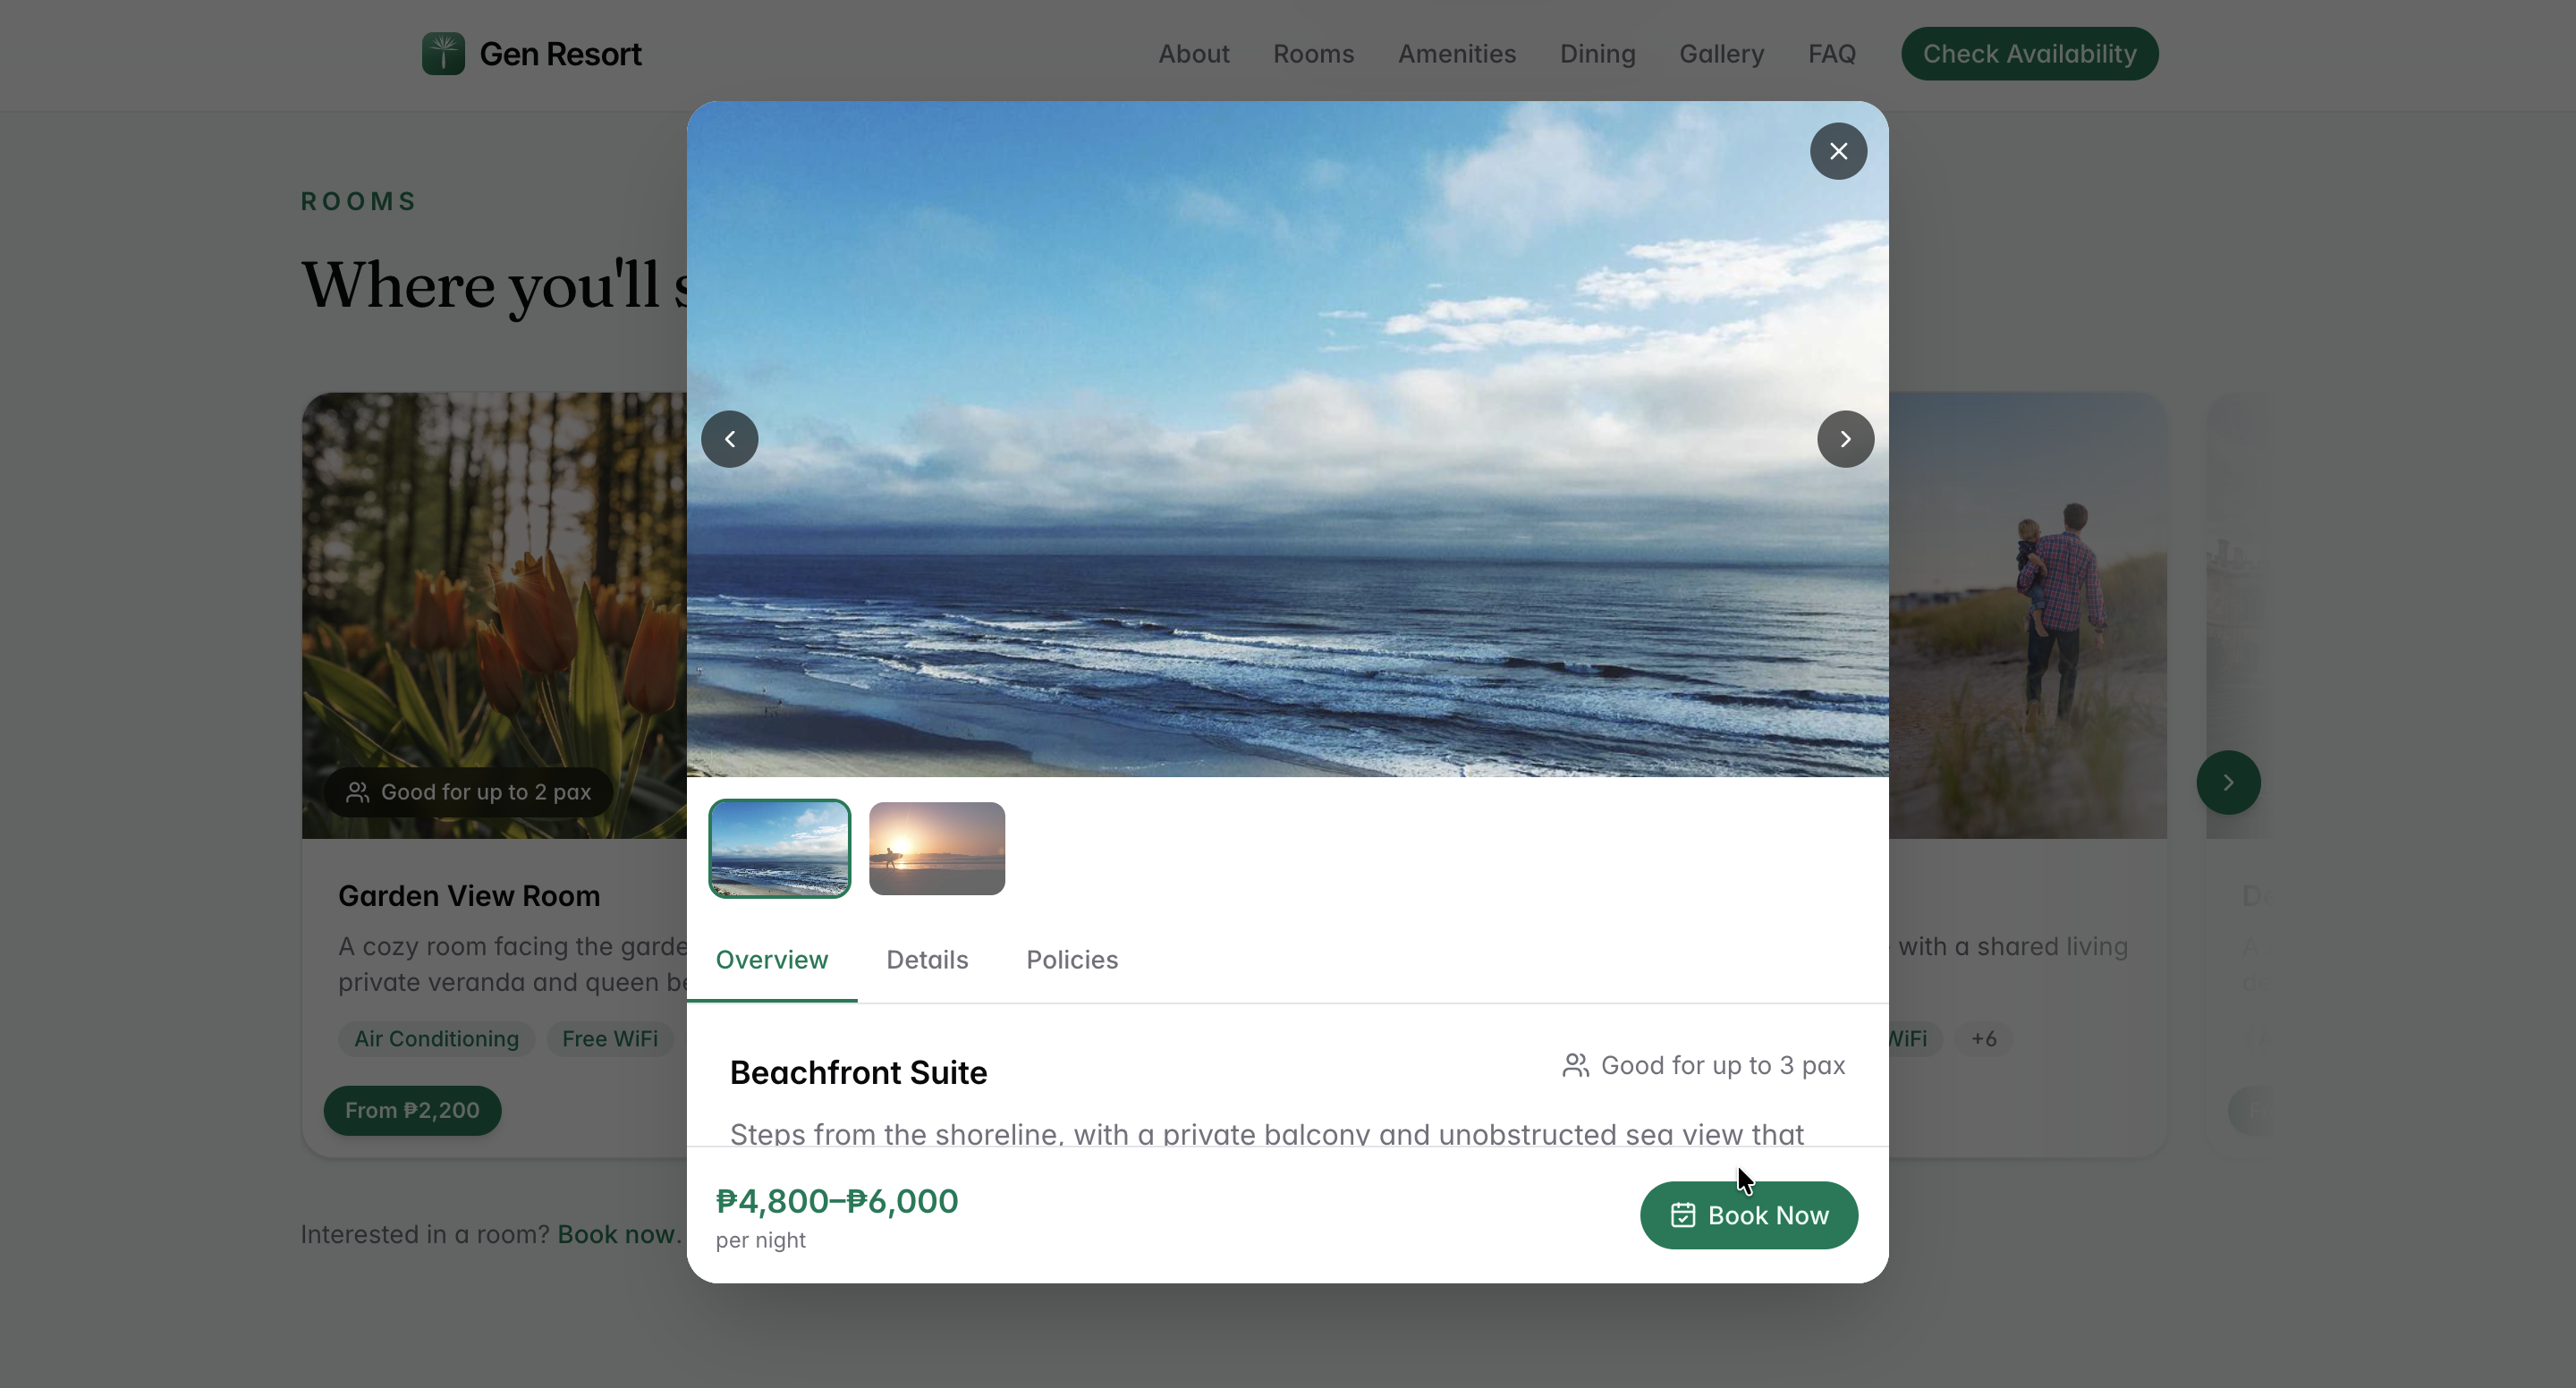 Gen Resort
About
Rooms
Amenities
Dining
Gallery
FAQ
Check Availability
ROOMS
Where you'll s
Good for up to 2 pax
Garden View Room
A cozy room facing the garde
private veranda and queen be
Air Conditioning
Free WiFi
From ₱2,200
Interested in a room? Book now.
Overview
Details
Policies
Beachfront Suite
Good for up to 3 pax
Steps from the shoreline, with a private balcony and unobstructed sea view that
₱4,800–₱6,000
per night
Book Now
with a shared living
WiFi
+6
D
A
de